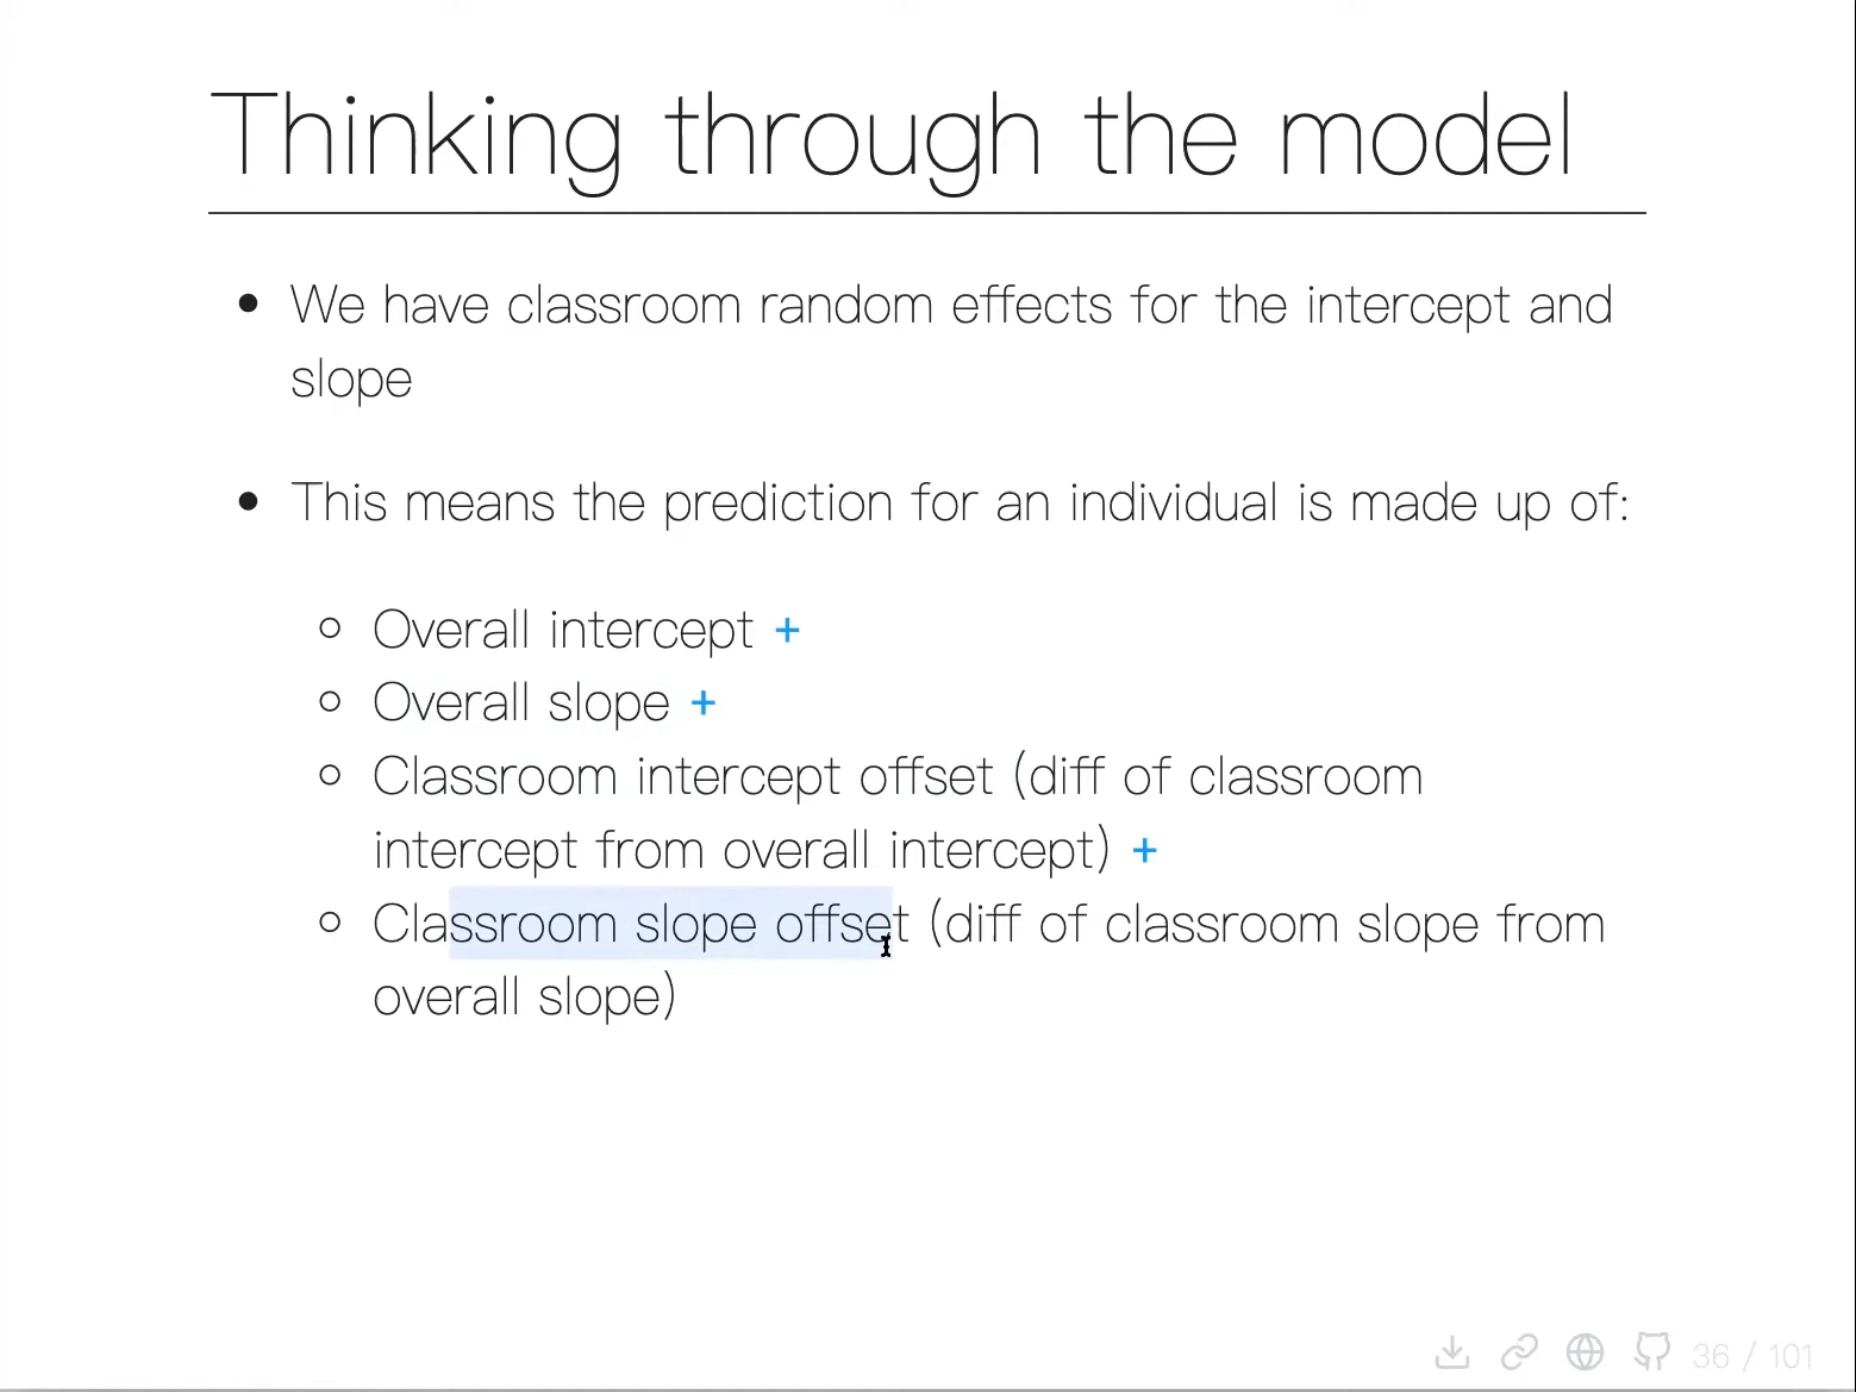 Thinking through the model
• We have classroom random effects for the intercept and
slope
• This means the prediction for an individual is made up of:
○ Overall intercept +
○ Overall slope +
○ Classroom intercept offset (diff of classroom
intercept from overall intercept) +
○ Classroom slope offset (diff of classroom slope from
overall slope)
36 / 101